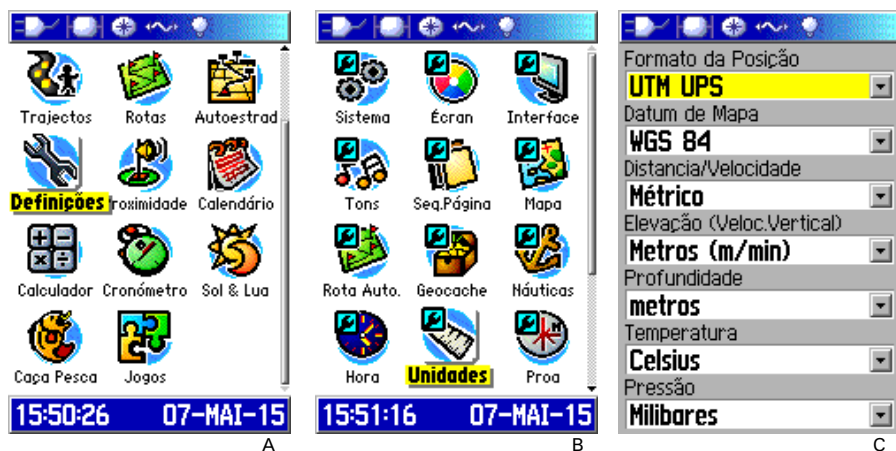 Trajectos Rotas Autoestrad
Definições roximidade Calendário
Calculador Cronómetro Sol & Lua
Caça Pesca Jogos
15:50:26 07-MAI-15
A
Sistema Écran Interface
Tons Seq.Página Mapa
Rota Auto. Geocache Náuticas
Hora Unidades Proa
15:51:16 07-MAI-15
B
Formato da Posição
UTM UPS
Datum de Mapa
WGS 84
Distancia/Velocidade
Métrico
Elevação (Veloc.Vertical)
Metros (m/min)
Profundidade
metros
Temperatura
Celsius
Pressão
Milibares
C